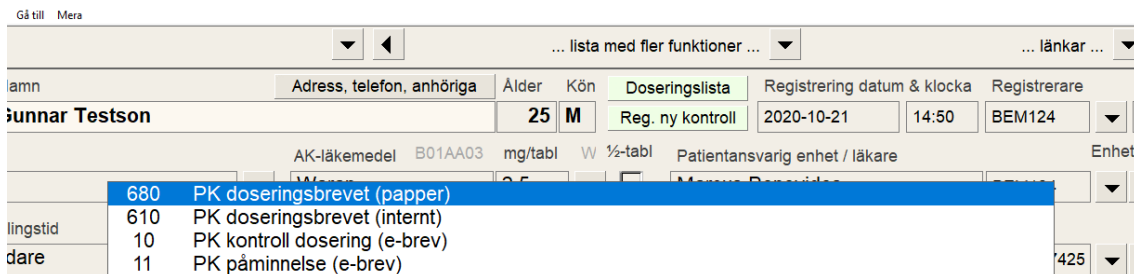 Gå till Mera
... lista med fler funktioner ... ... länkar ...
Adress, telefon, anhöriga Ålder Kön Doseringslista Registrering datum & klocka Registrerare
Gunnar Testson 25 M Reg. ny kontroll 2020-10-21 14:50 BEM124
AK-läkemedel B01AA03 mg/tabl W ½-tabl Patientansvarig enhet / läkare Enhet
680 PK doseringsbrevet (papper)
610 PK doseringsbrevet (internt)
10 PK kontroll dosering (e-brev)
11 PK påminnelse (e-brev)
lingstid
dare 7425